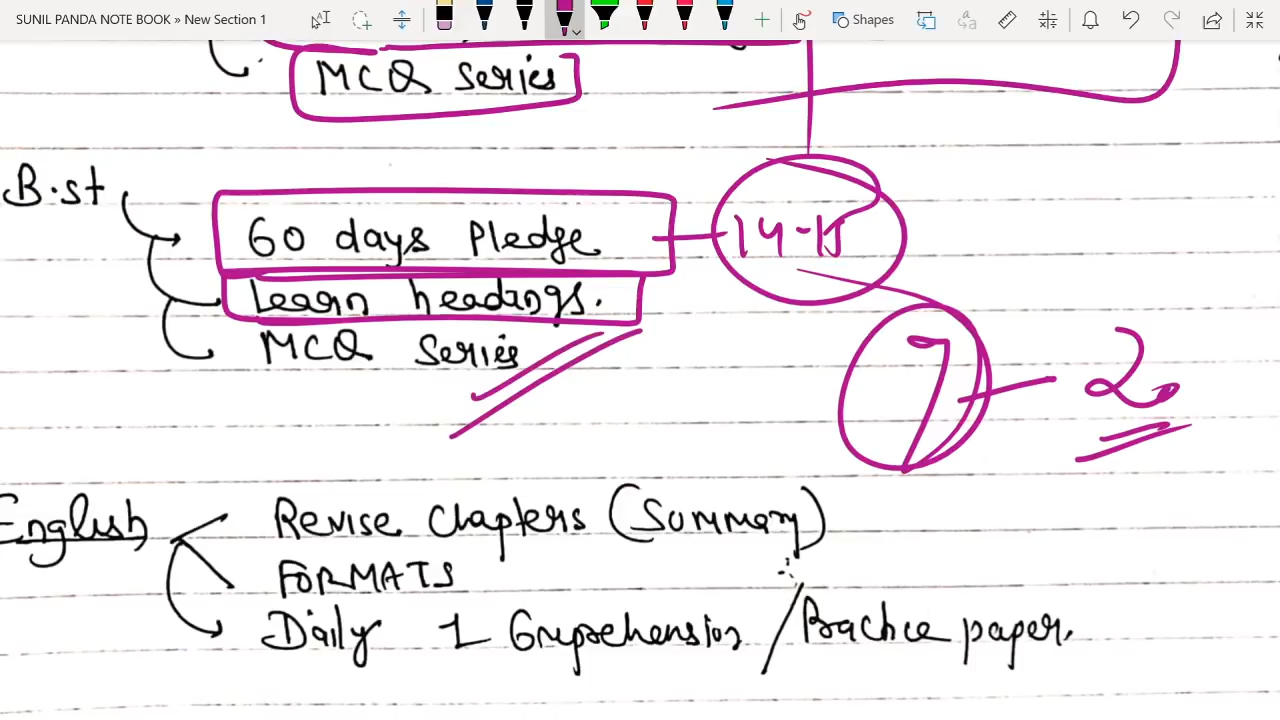 SUNIL PANDA NOTE BOOK » New Section 1
Shapes
MCQ Series
B.st
60 days Pledge
14-15
Learn headings.
MCQ Series
7 - 2
English
Revise Chapters (Summary)
FORMATS
Daily 1 Comprehension / Practice paper.